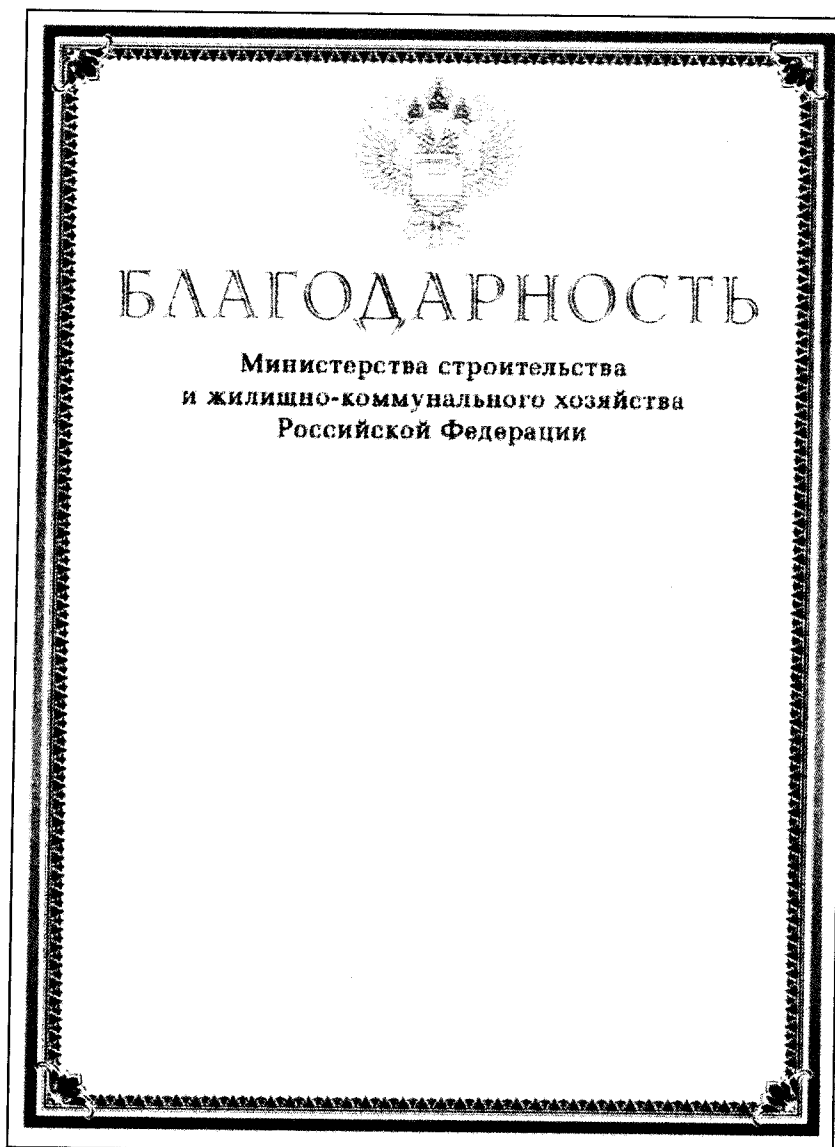 БЛАГОДАРНОСТЬ
Министерства строительства
и жилищно-коммунального хозяйства
Российской Федерации